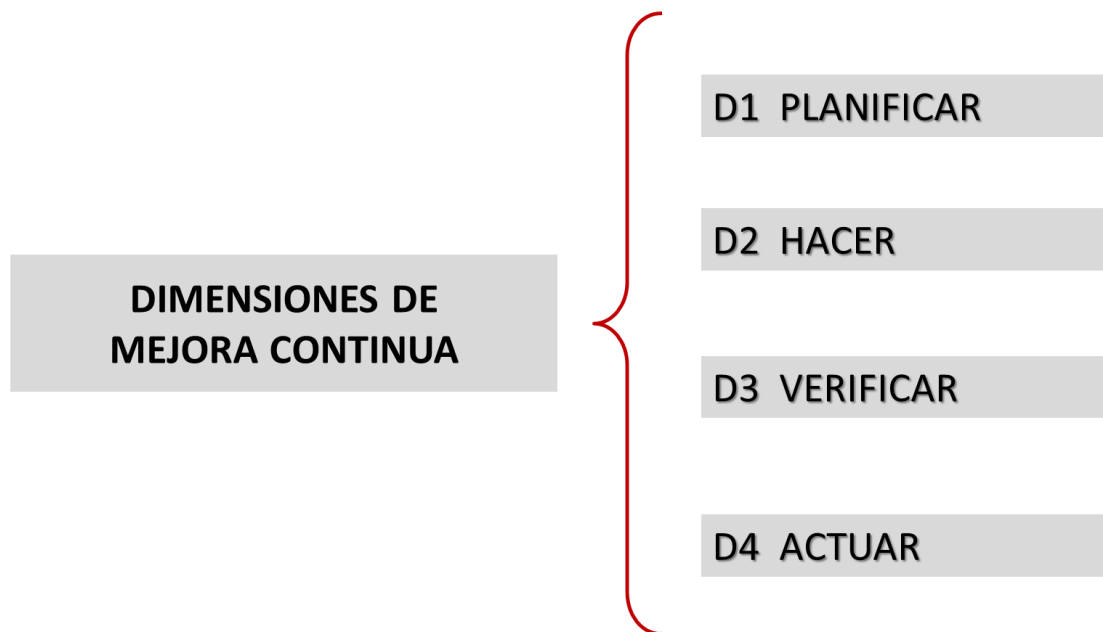 D1 PLANIFICAR
D2 HACER
DIMENSIONES DE
MEJORA CONTINUA
D3 VERIFICAR
D4 ACTUAR